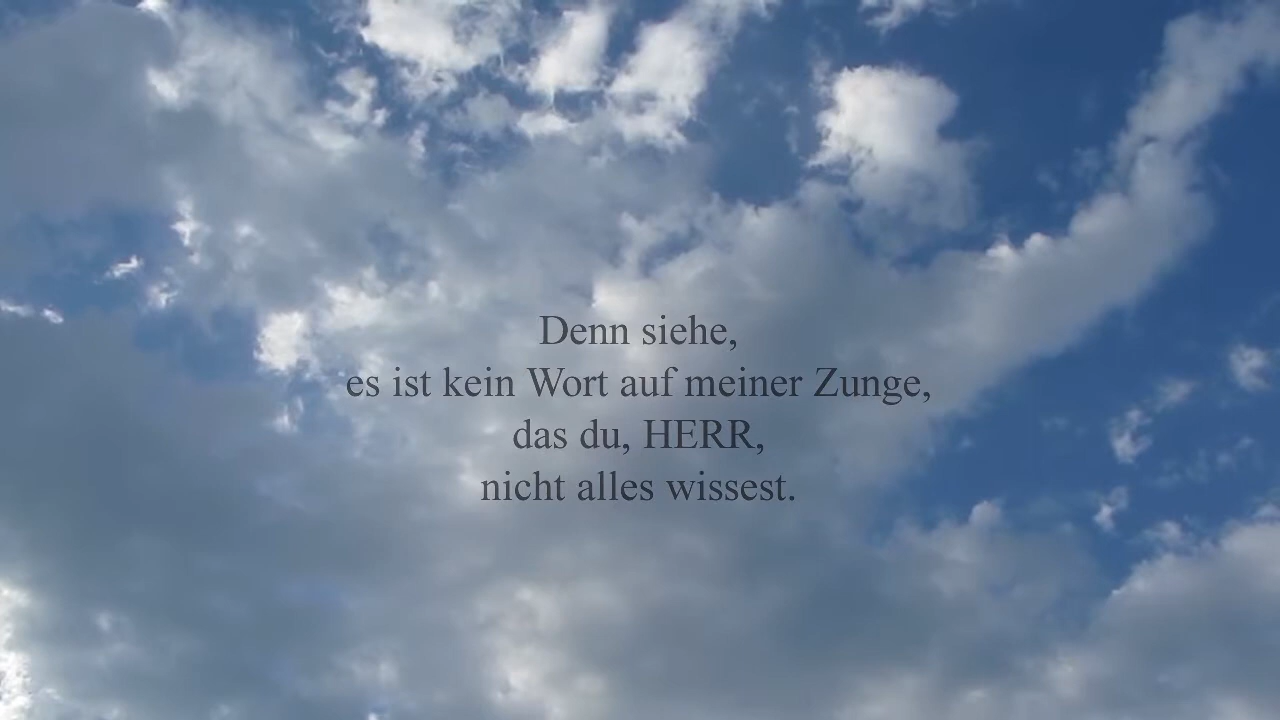 Denn siehe,
es ist kein Wort auf meiner Zunge,
das du, HERR,
nicht alles wissest.